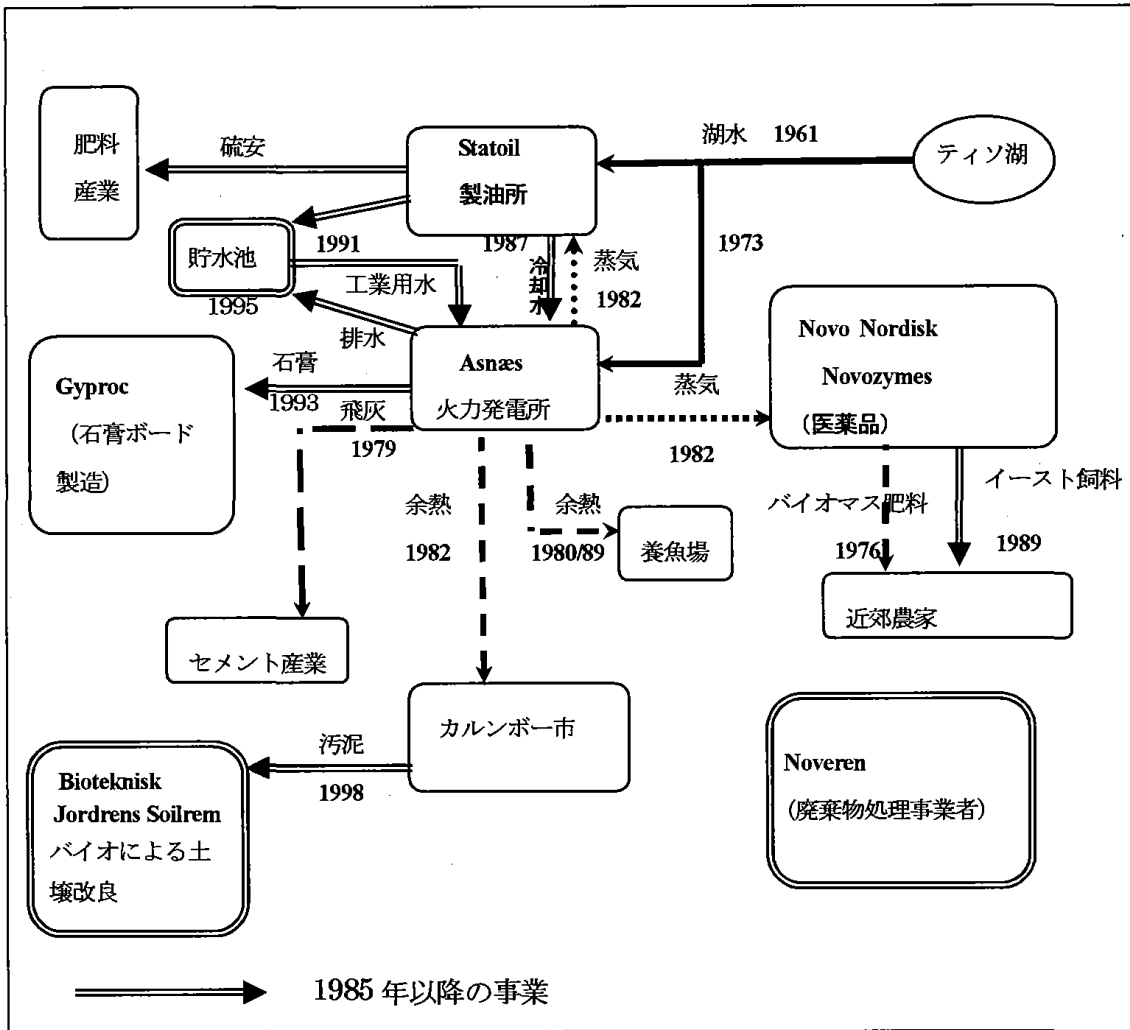 肥料
産業
硫安
Statoil
製油所
湖水 1961
ティソ湖
貯水池
1991
1987
工業用水
1995
冷却水
蒸気
1982
1973
排水
Asnæs
火力発電所
石膏
1993
飛灰
1979
Gyproc
(石膏ボード
製造)
蒸気
1982
Novo Nordisk
Novozymes
(医薬品)
余熱
1982
余熱
1980/89
養魚場
バイオマス肥料
1976
イースト飼料
1989
近郊農家
セメント産業
カルンボー市
汚泥
1998
Bioteknisk
Jordrens Soilrem
バイオによる土
壌改良
Noveren
(廃棄物処理事業者)
1985 年以降の事業